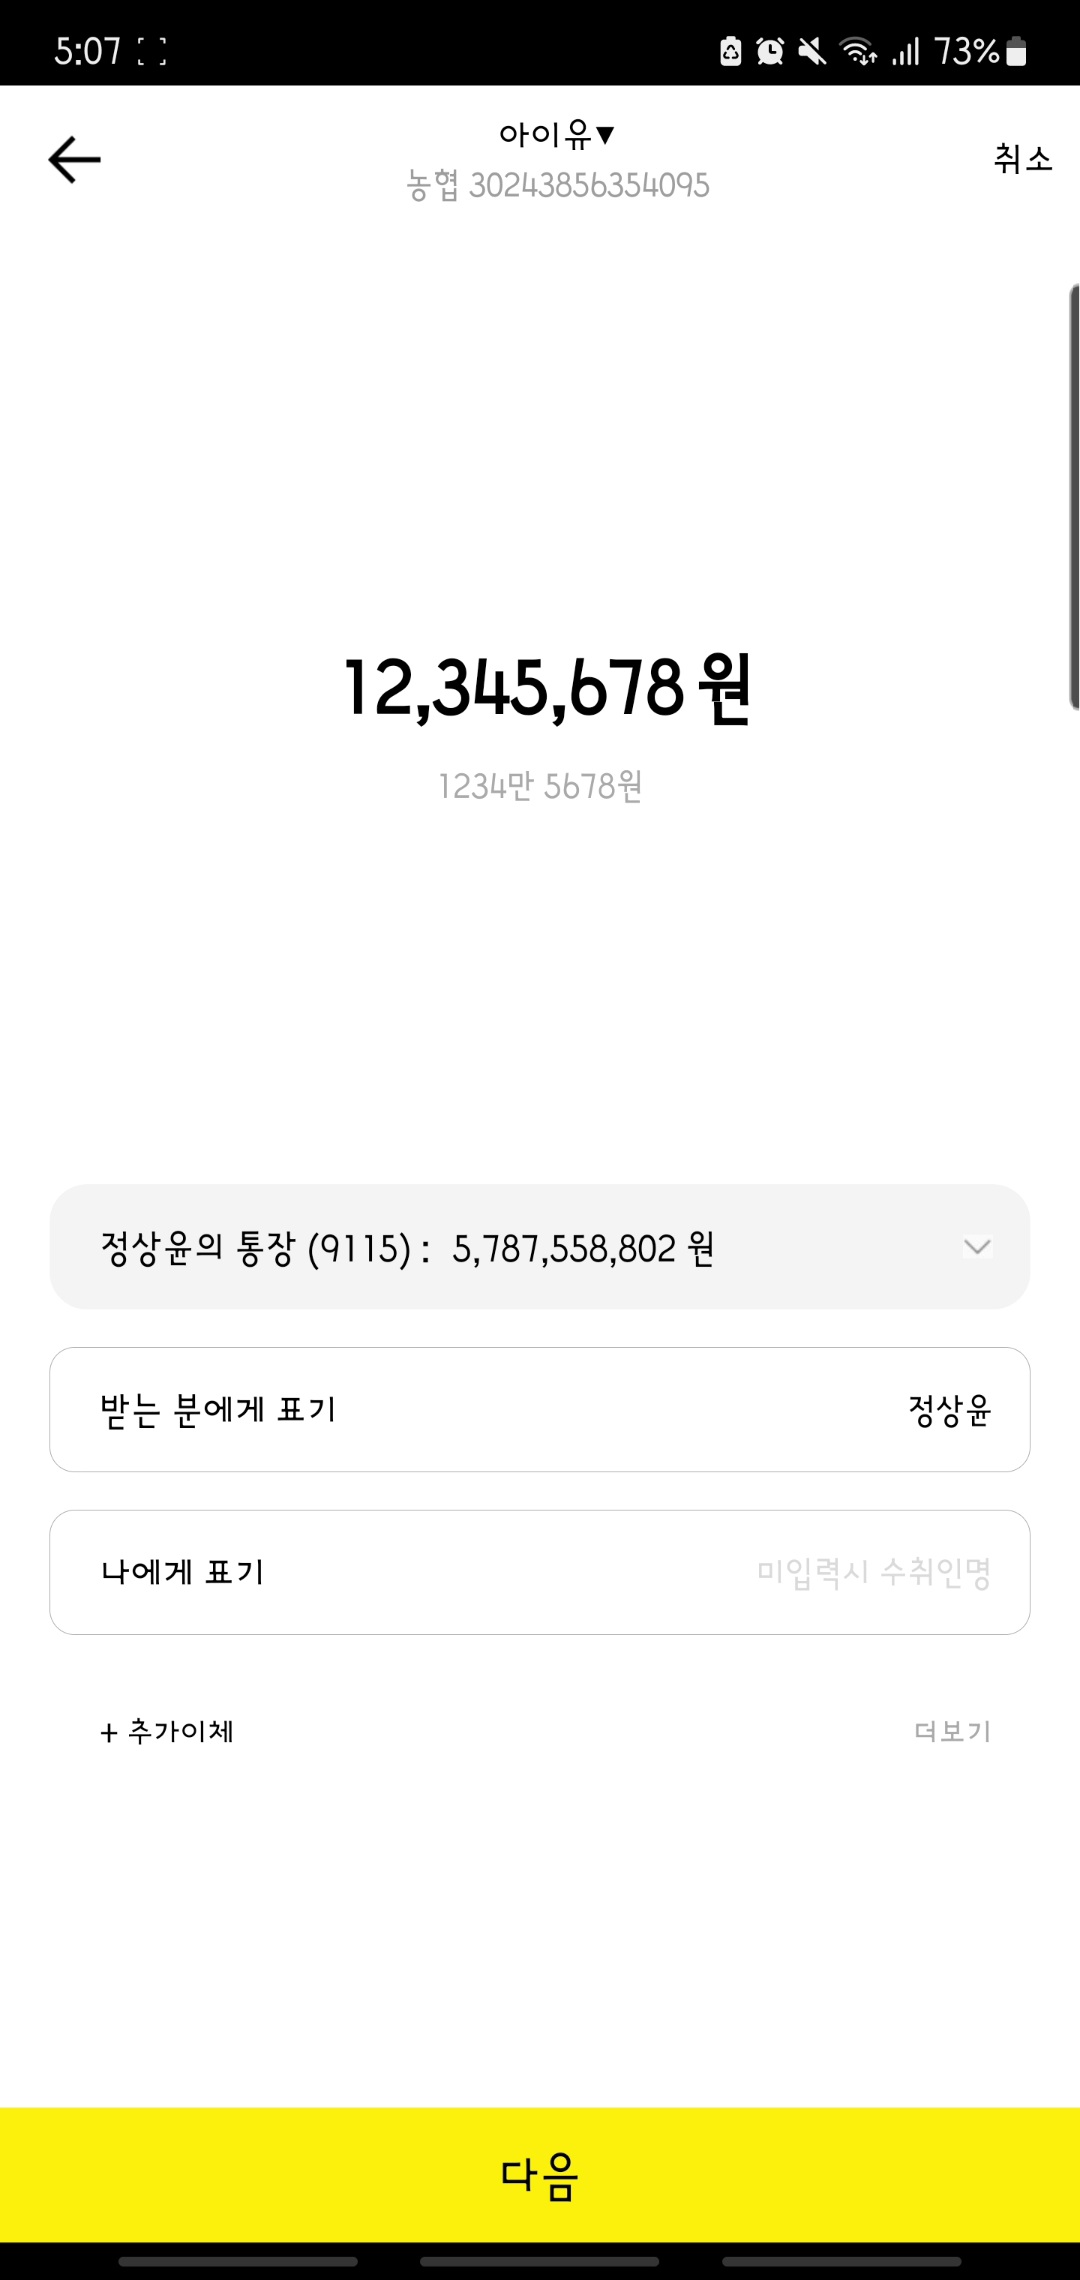 5:07 73%
아이유▼
취소
농협 30243856354095
12,345,678 원
1234만 5678원
정상윤의 통장 (9115) : 5,787,558,802 원
받는 분에게 표기 정상윤
나에게 표기 미입력시 수취인명
+ 추가이체 더보기
다음